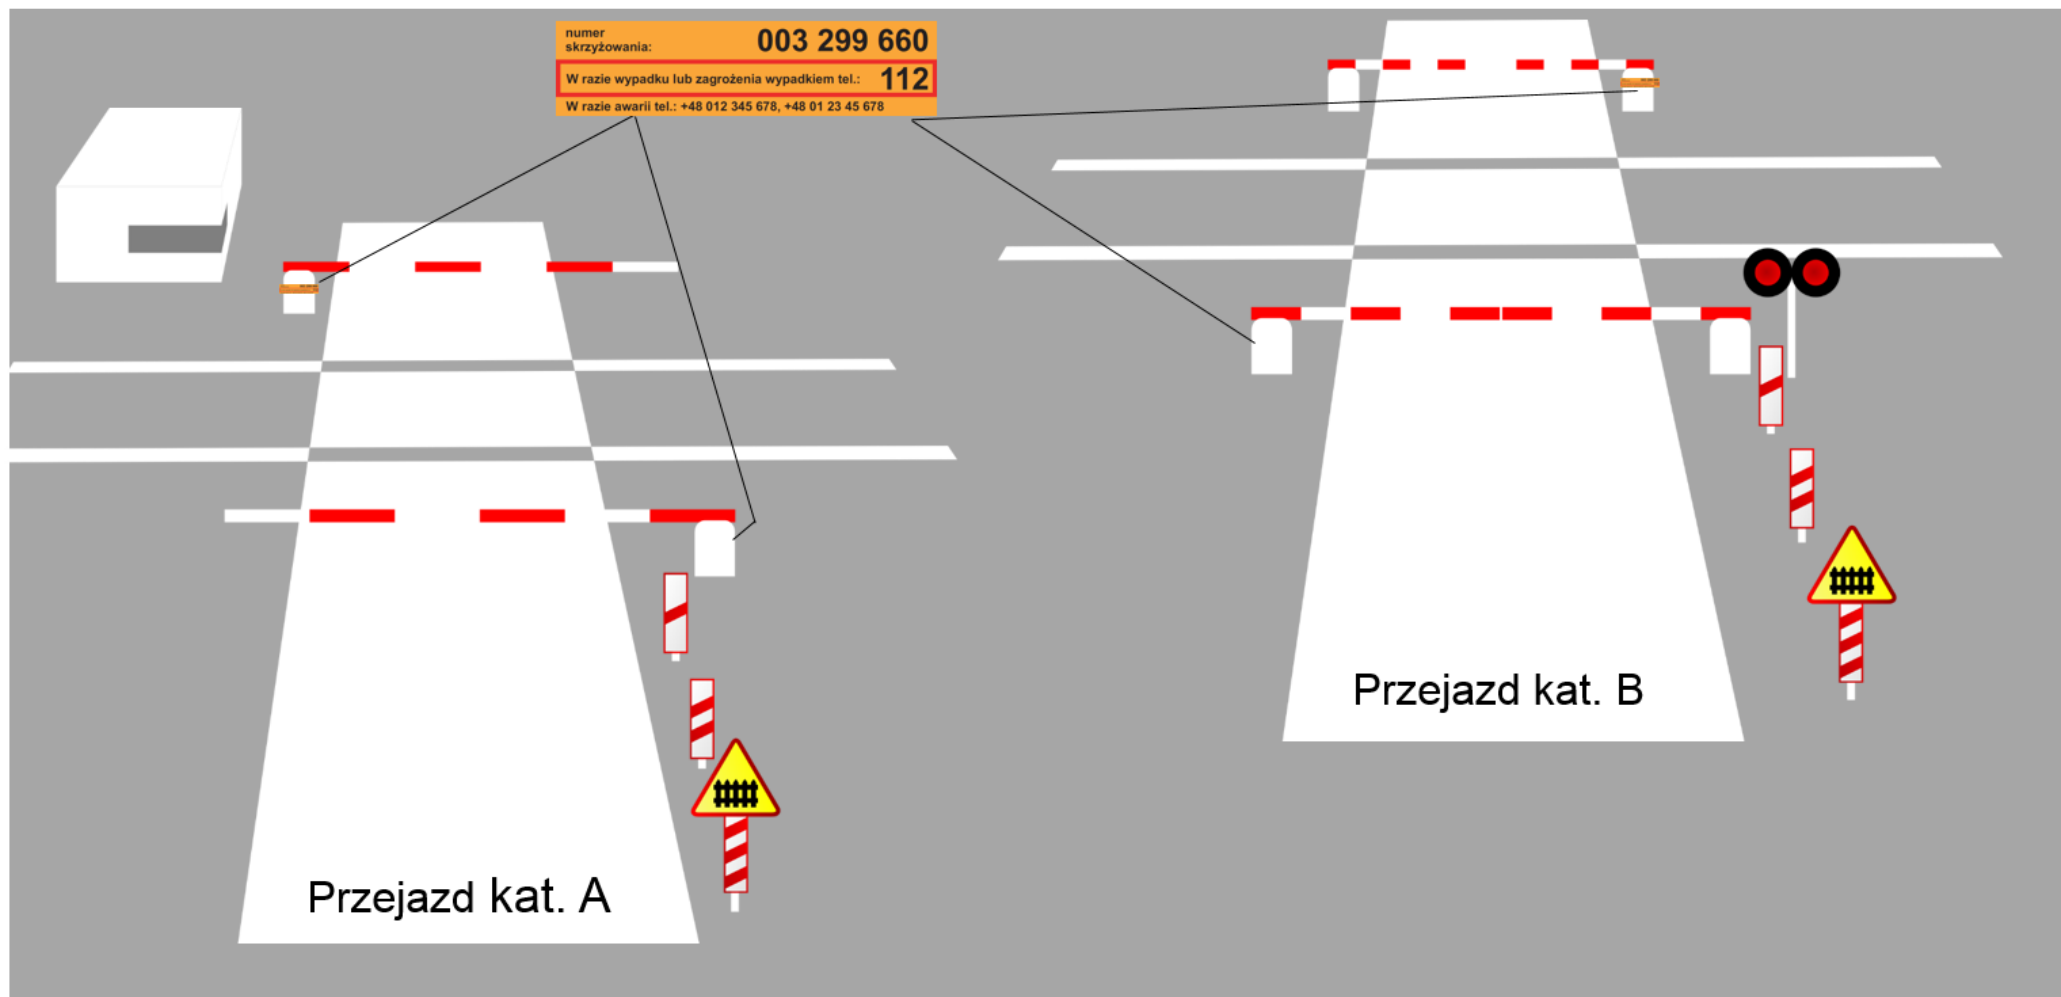 numer
skrzyżowania: 003 299 660
W razie wypadku lub zagrożenia wypadkiem tel.: 112
W razie awarii tel.: +48 012 345 678, +48 01 23 45 678
Przejazd kat. B
Przejazd kat. A